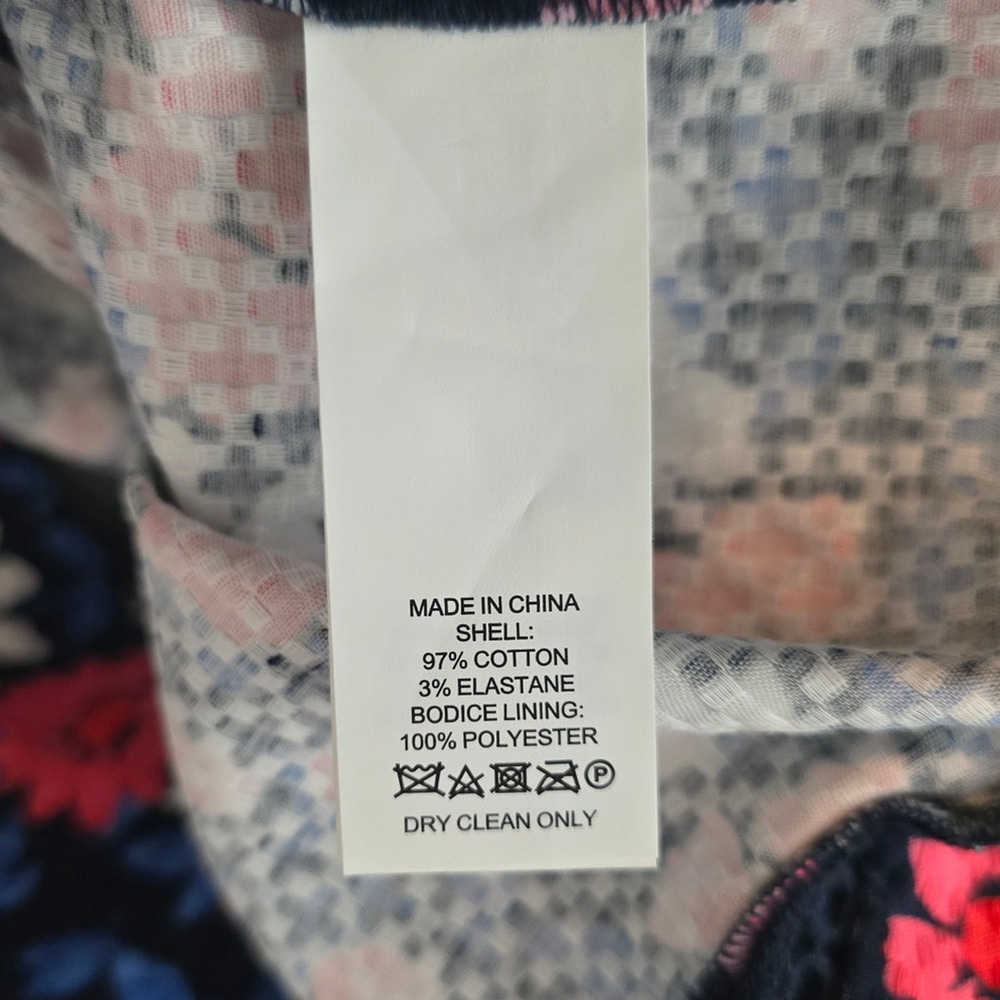 MADE IN CHINA
SHELL:
97% COTTON
3% ELASTANE
BODICE LINING:
100% POLYESTER
P
DRY CLEAN ONLY